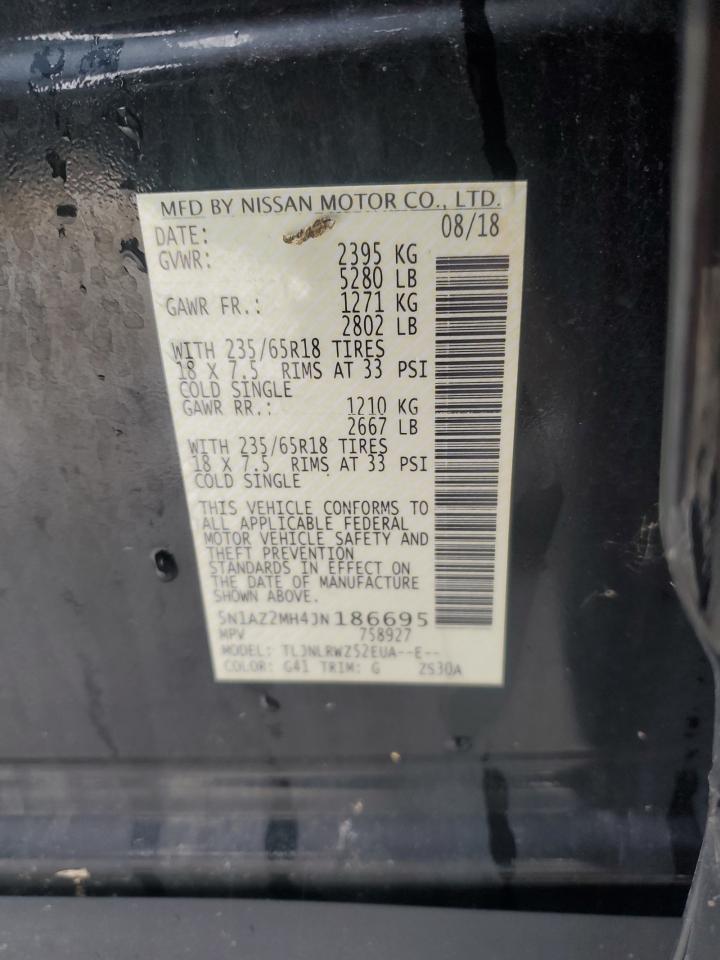 MFD BY NISSAN MOTOR CO., LTD.
DATE: 08/18
GVWR: 2395 KG
5280 LB
GAWR FR.: 1271 KG
2802 LB
WITH 235/65R18 TIRES
18 X 7.5 RIMS AT 33 PSI
COLD SINGLE
GAWR RR.: 1210 KG
2667 LB
WITH 235/65R18 TIRES
18 X 7.5 RIMS AT 33 PSI
COLD SINGLE
THIS VEHICLE CONFORMS TO
ALL APPLICABLE FEDERAL
MOTOR VEHICLE SAFETY AND
THEFT PREVENTION
STANDARDS IN EFFECT ON
THE DATE OF MANUFACTURE
SHOWN ABOVE.
5N1AZ2MH4JN186695
MPV 758927
MODEL: TLJNLRWZ52EUA--E--
COLOR: G41 TRIM: G ZS30A